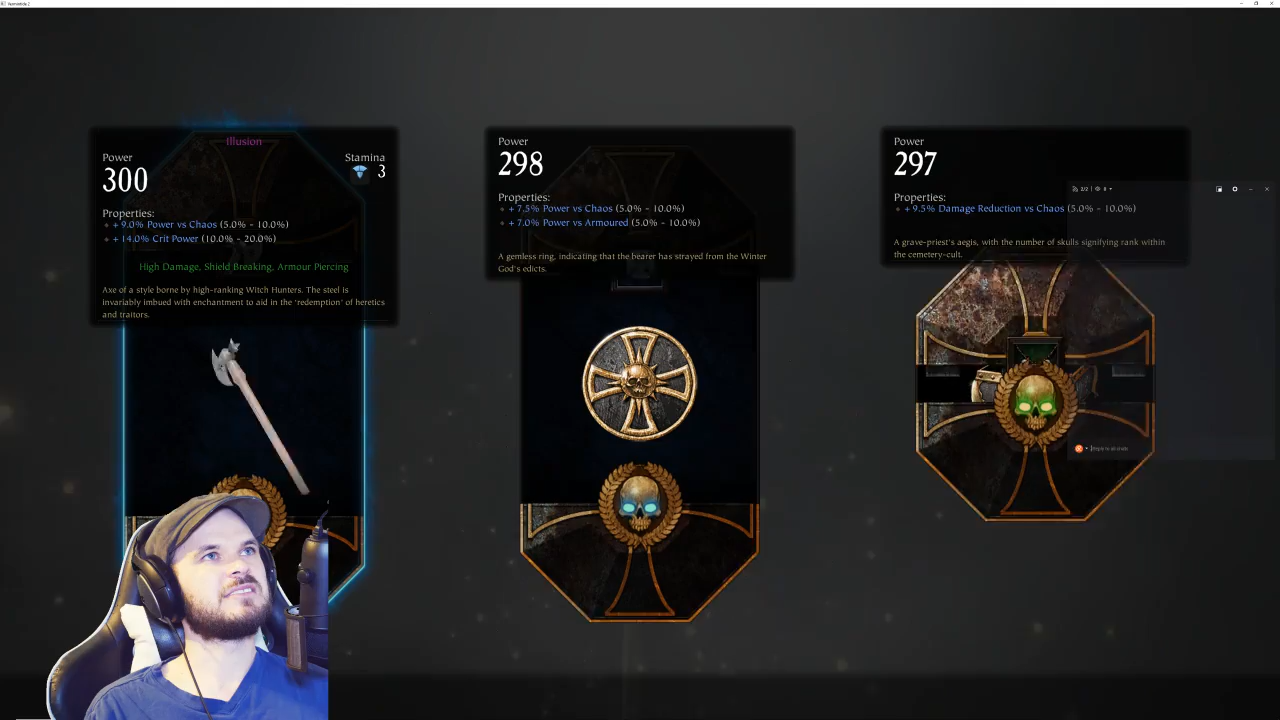 Vermintide 2
Illusion
Power
300
Stamina
3
Properties:
+ 9.0% Power vs Chaos (5.0% - 10.0%)
+ 14.0% Crit Power (10.0% - 20.0%)
High Damage, Shield Breaking, Armour Piercing
Axe of a style borne by high-ranking Witch Hunters. The steel is
invariably imbued with enchantment to aid in the 'redemption' of heretics
and traitors.
Power
298
Properties:
+ 7.5% Power vs Chaos (5.0% - 10.0%)
+ 7.0% Power vs Armoured (5.0% - 10.0%)
A gemless ring, indicating that the bearer has strayed from the Winter
God's edicts.
Power
297
Properties:
+ 9.5% Damage Reduction vs Chaos (5.0% - 10.0%)
A grave-priest's aegis, with the number of skulls signifying rank within
the cemetery-cult.
2/2